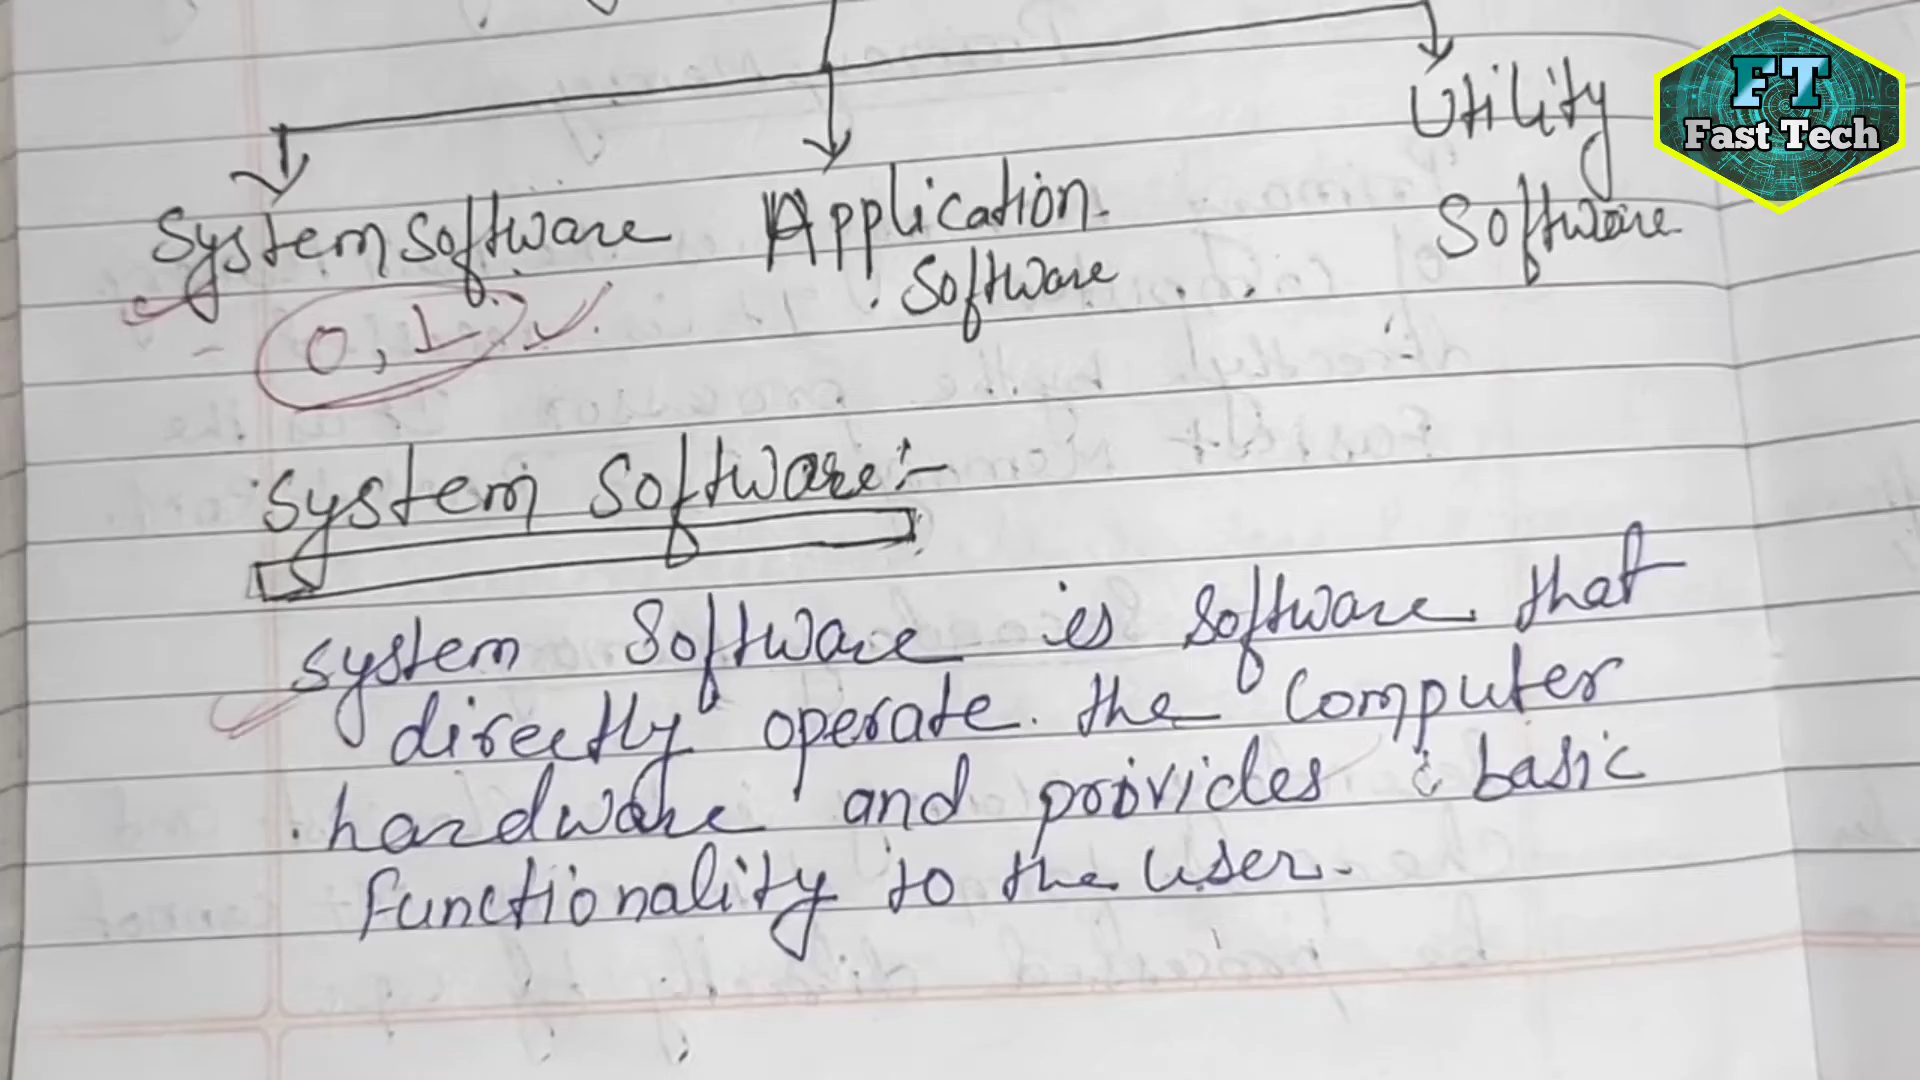 Utility
System Software Application
Software
Software
0, 1
System Software:-
System Software is Software that
directly operate the computer
hardware and provides basic
functionality to the user.
FT
Fast Tech